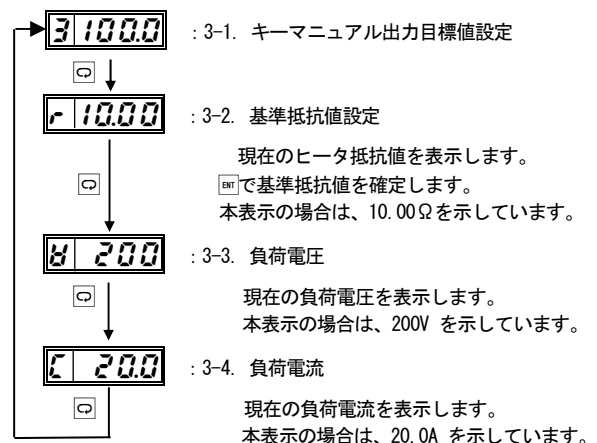 3 100.0 : 3-1. キーマニュアル出力目標値設定
r 10.00 : 3-2. 基準抵抗値設定
現在のヒータ抵抗値を表示します。
ENTで基準抵抗値を確定します。
本表示の場合は、10.00Ωを示しています。
V 200 : 3-3. 負荷電圧
現在の負荷電圧を表示します。
本表示の場合は、200V を示しています。
C 20.0 : 3-4. 負荷電流
現在の負荷電流を表示します。
本表示の場合は、20.0A を示しています。